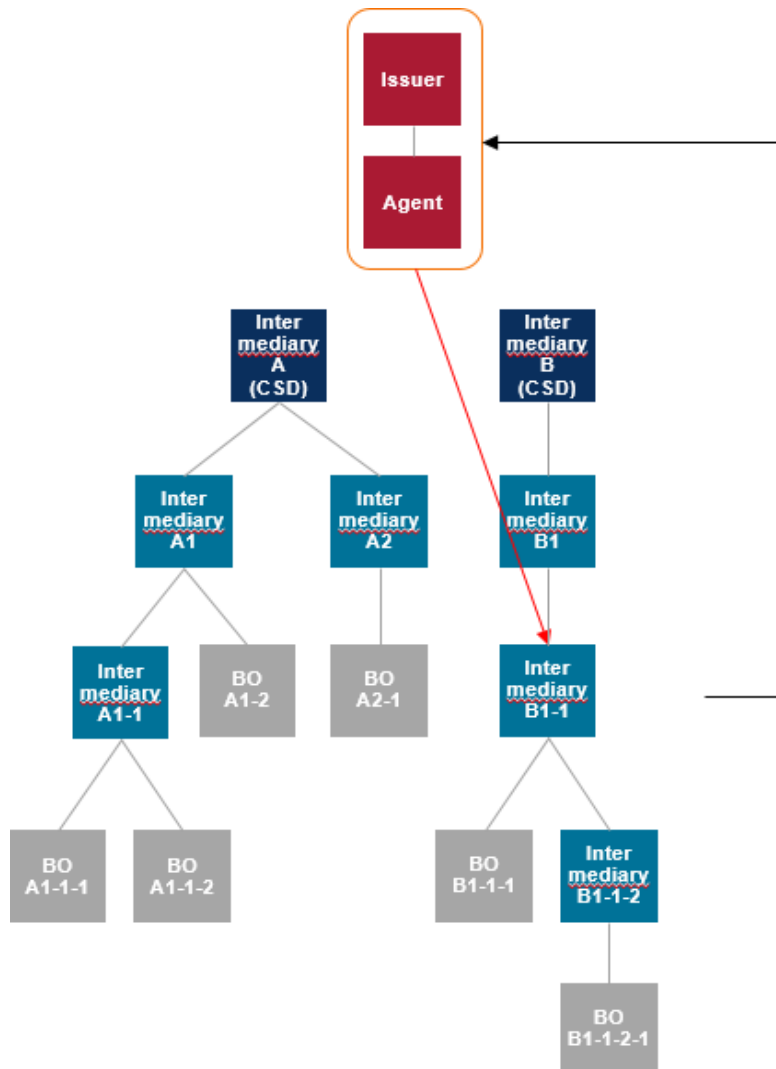 Issuer
Agent
Inter
mediary
A
(CSD)
Inter
mediary
B
(CSD)
Inter
mediary
A1
Inter
mediary
A2
Inter
mediary
B1
Inter
mediary
A1-1
BO
A1-2
BO
A2-1
Inter
mediary
B1-1
BO
A1-1-1
BO
A1-1-2
BO
B1-1-1
Inter
mediary
B1-1-2
BO
B1-1-2-1